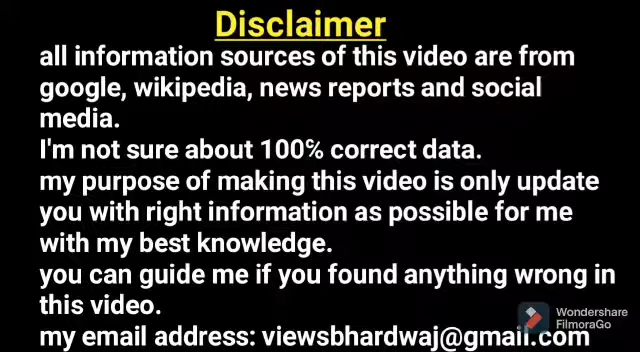 Disclaimer
all information sources of this video are from
google, wikipedia, news reports and social
media.
I'm not sure about 100% correct data.
my purpose of making this video is only update
you with right information as possible for me
with my best knowledge.
you can guide me if you found anything wrong in
this video.
my email address: viewsbhardwaj@gmail.com
Wondershare
FilmoraGo